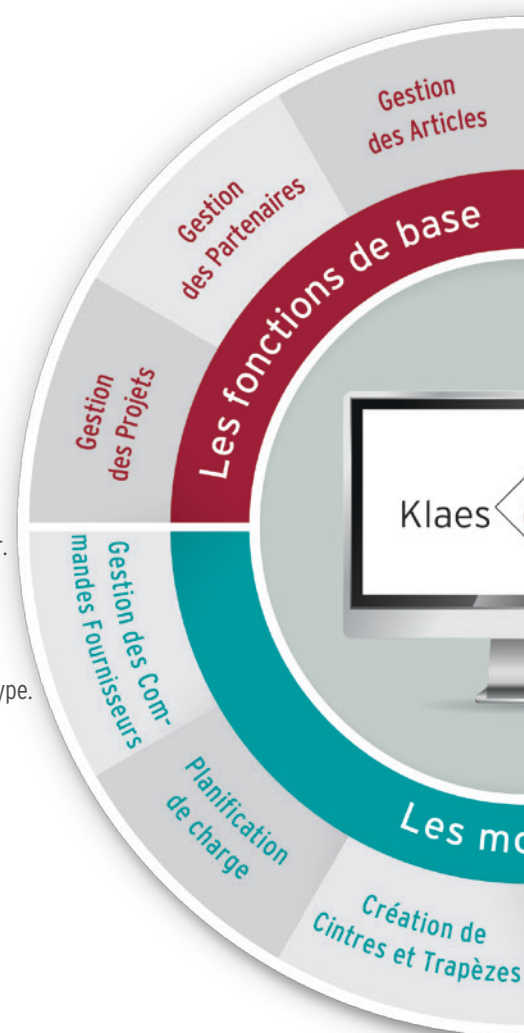 Gestion
des Articles
Gestion
des Partenaires
Gestion
des Projets
Les fonctions de base
Klaes
Gestion des Com-
mandes Fournisseurs
Planification
de charge
Les mo
Création de
Cintres et Trapèzes
r.
ype.